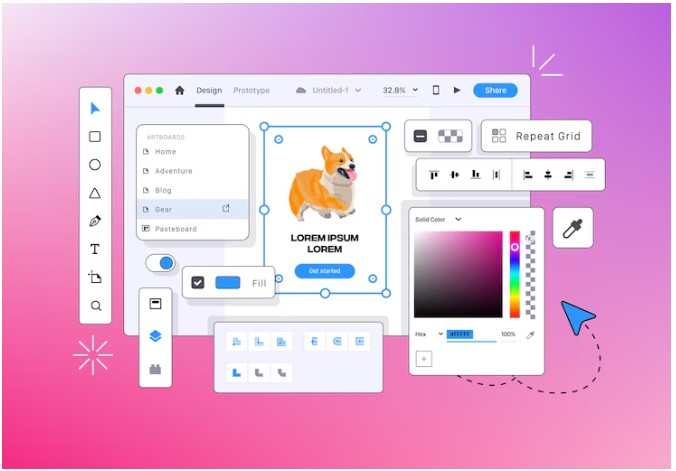 Design
Prototype
Untitled-1
32.8%
Share
ARTBOARDS
Home
Adventure
Blog
Gear
Pasteboard
LOREM IPSUM
LOREM
Get started
Repeat Grid
T
Fill
Solid Color
Hex
#FFFFFF
100%